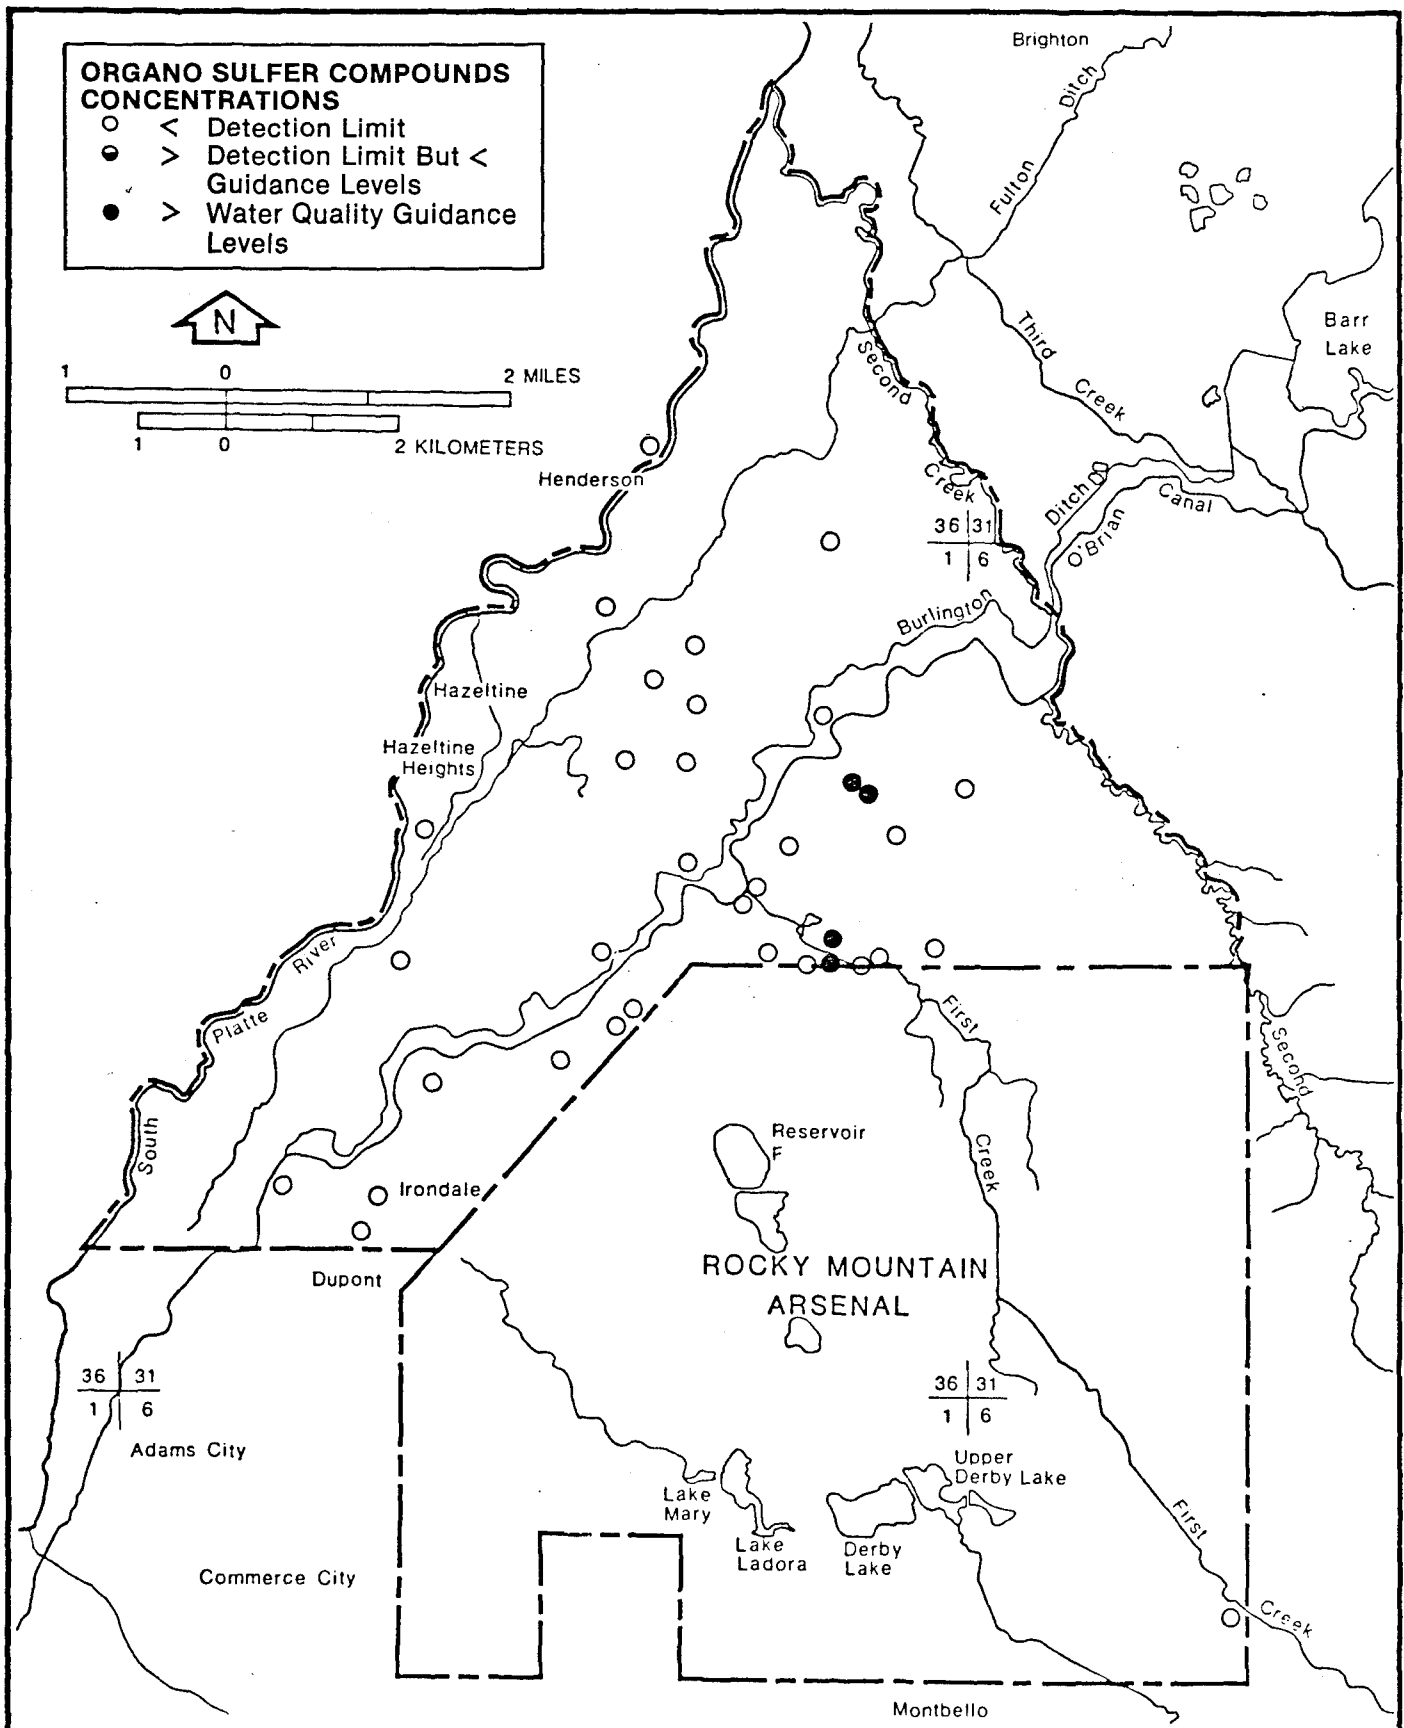 ORGANO SULFER COMPOUNDS
CONCENTRATIONS
< Detection Limit
> Detection Limit But <
Guidance Levels
> Water Quality Guidance
Levels
N
1 0 2 MILES
1 0 2 KILOMETERS
Brighton
Fulton Ditch
Barr
Lake
Third Creek
Second Creek
Henderson
Ditch
O'Brian Canal
36 31
1 6
Burlington
Hazeltine
Hazeltine
Heights
South Platte River
First Creek
Second
Reservoir
F
Irondale
ROCKY MOUNTAIN
ARSENAL
Dupont
36 31
1 6
36 31
1 6
Adams City
Upper
Derby Lake
Lake
Mary
Lake
Ladora
Derby
Lake
First Creek
Commerce City
Montbello